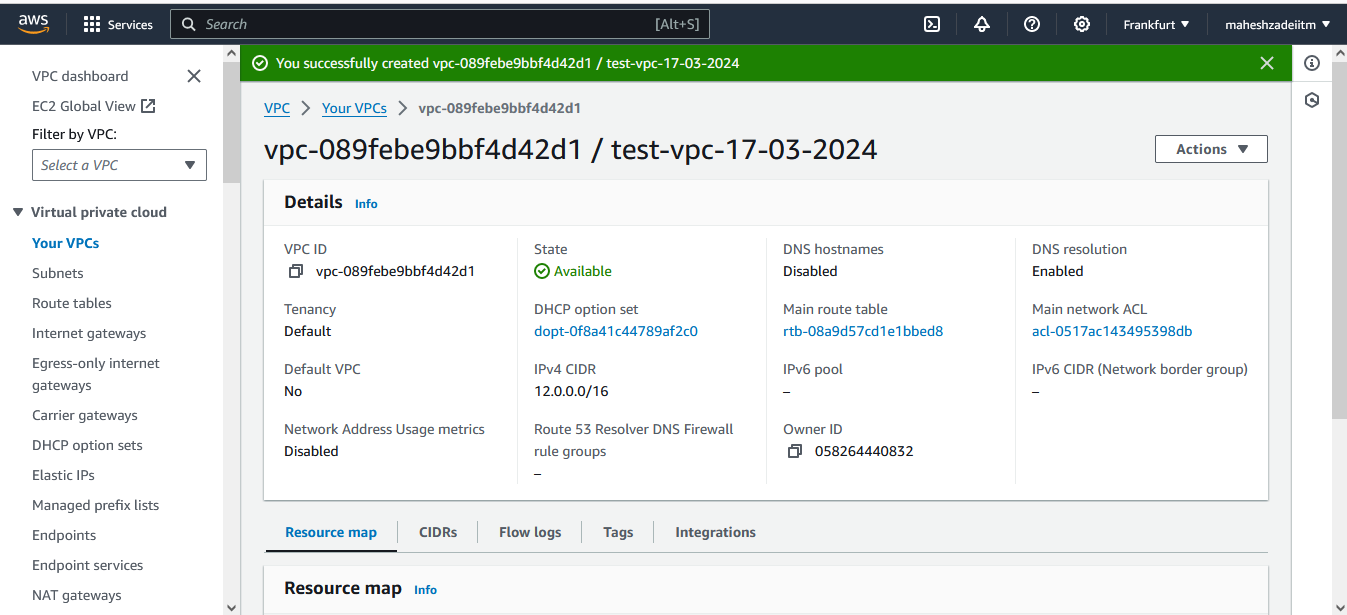 aws
Services
Search
[Alt+S]
Frankfurt
maheshzadeiitm
VPC dashboard
EC2 Global View
Filter by VPC:
Select a VPC
Virtual private cloud
Your VPCs
Subnets
Route tables
Internet gateways
Egress-only internet
gateways
Carrier gateways
DHCP option sets
Elastic IPs
Managed prefix lists
Endpoints
Endpoint services
NAT gateways
You successfully created vpc-089febe9bbf4d42d1 / test-vpc-17-03-2024
VPC > Your VPCs > vpc-089febe9bbf4d42d1
vpc-089febe9bbf4d42d1 / test-vpc-17-03-2024
Actions
Details Info
VPC ID
vpc-089febe9bbf4d42d1
State
Available
DNS hostnames
Disabled
DNS resolution
Enabled
Tenancy
Default
DHCP option set
dopt-0f8a41c44789af2c0
Main route table
rtb-08a9d57cd1e1bbed8
Main network ACL
acl-0517ac143495398db
Default VPC
No
IPv4 CIDR
12.0.0.0/16
IPv6 pool
–
IPv6 CIDR (Network border group)
–
Network Address Usage metrics
Disabled
Route 53 Resolver DNS Firewall
rule groups
–
Owner ID
058264440832
Resource map
CIDRs
Flow logs
Tags
Integrations
Resource map Info